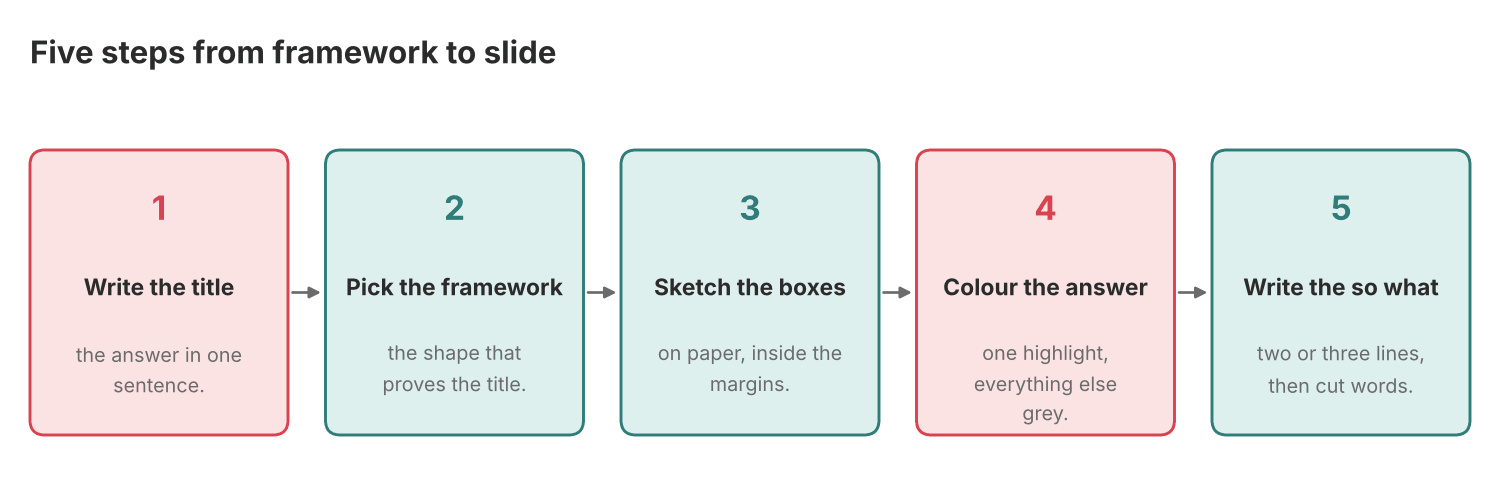 Five steps from framework to slide
1
Write the title
the answer in one
sentence.
2
Pick the framework
the shape that
proves the title.
3
Sketch the boxes
on paper, inside the
margins.
4
Colour the answer
one highlight,
everything else
grey.
5
Write the so what
two or three lines,
then cut words.